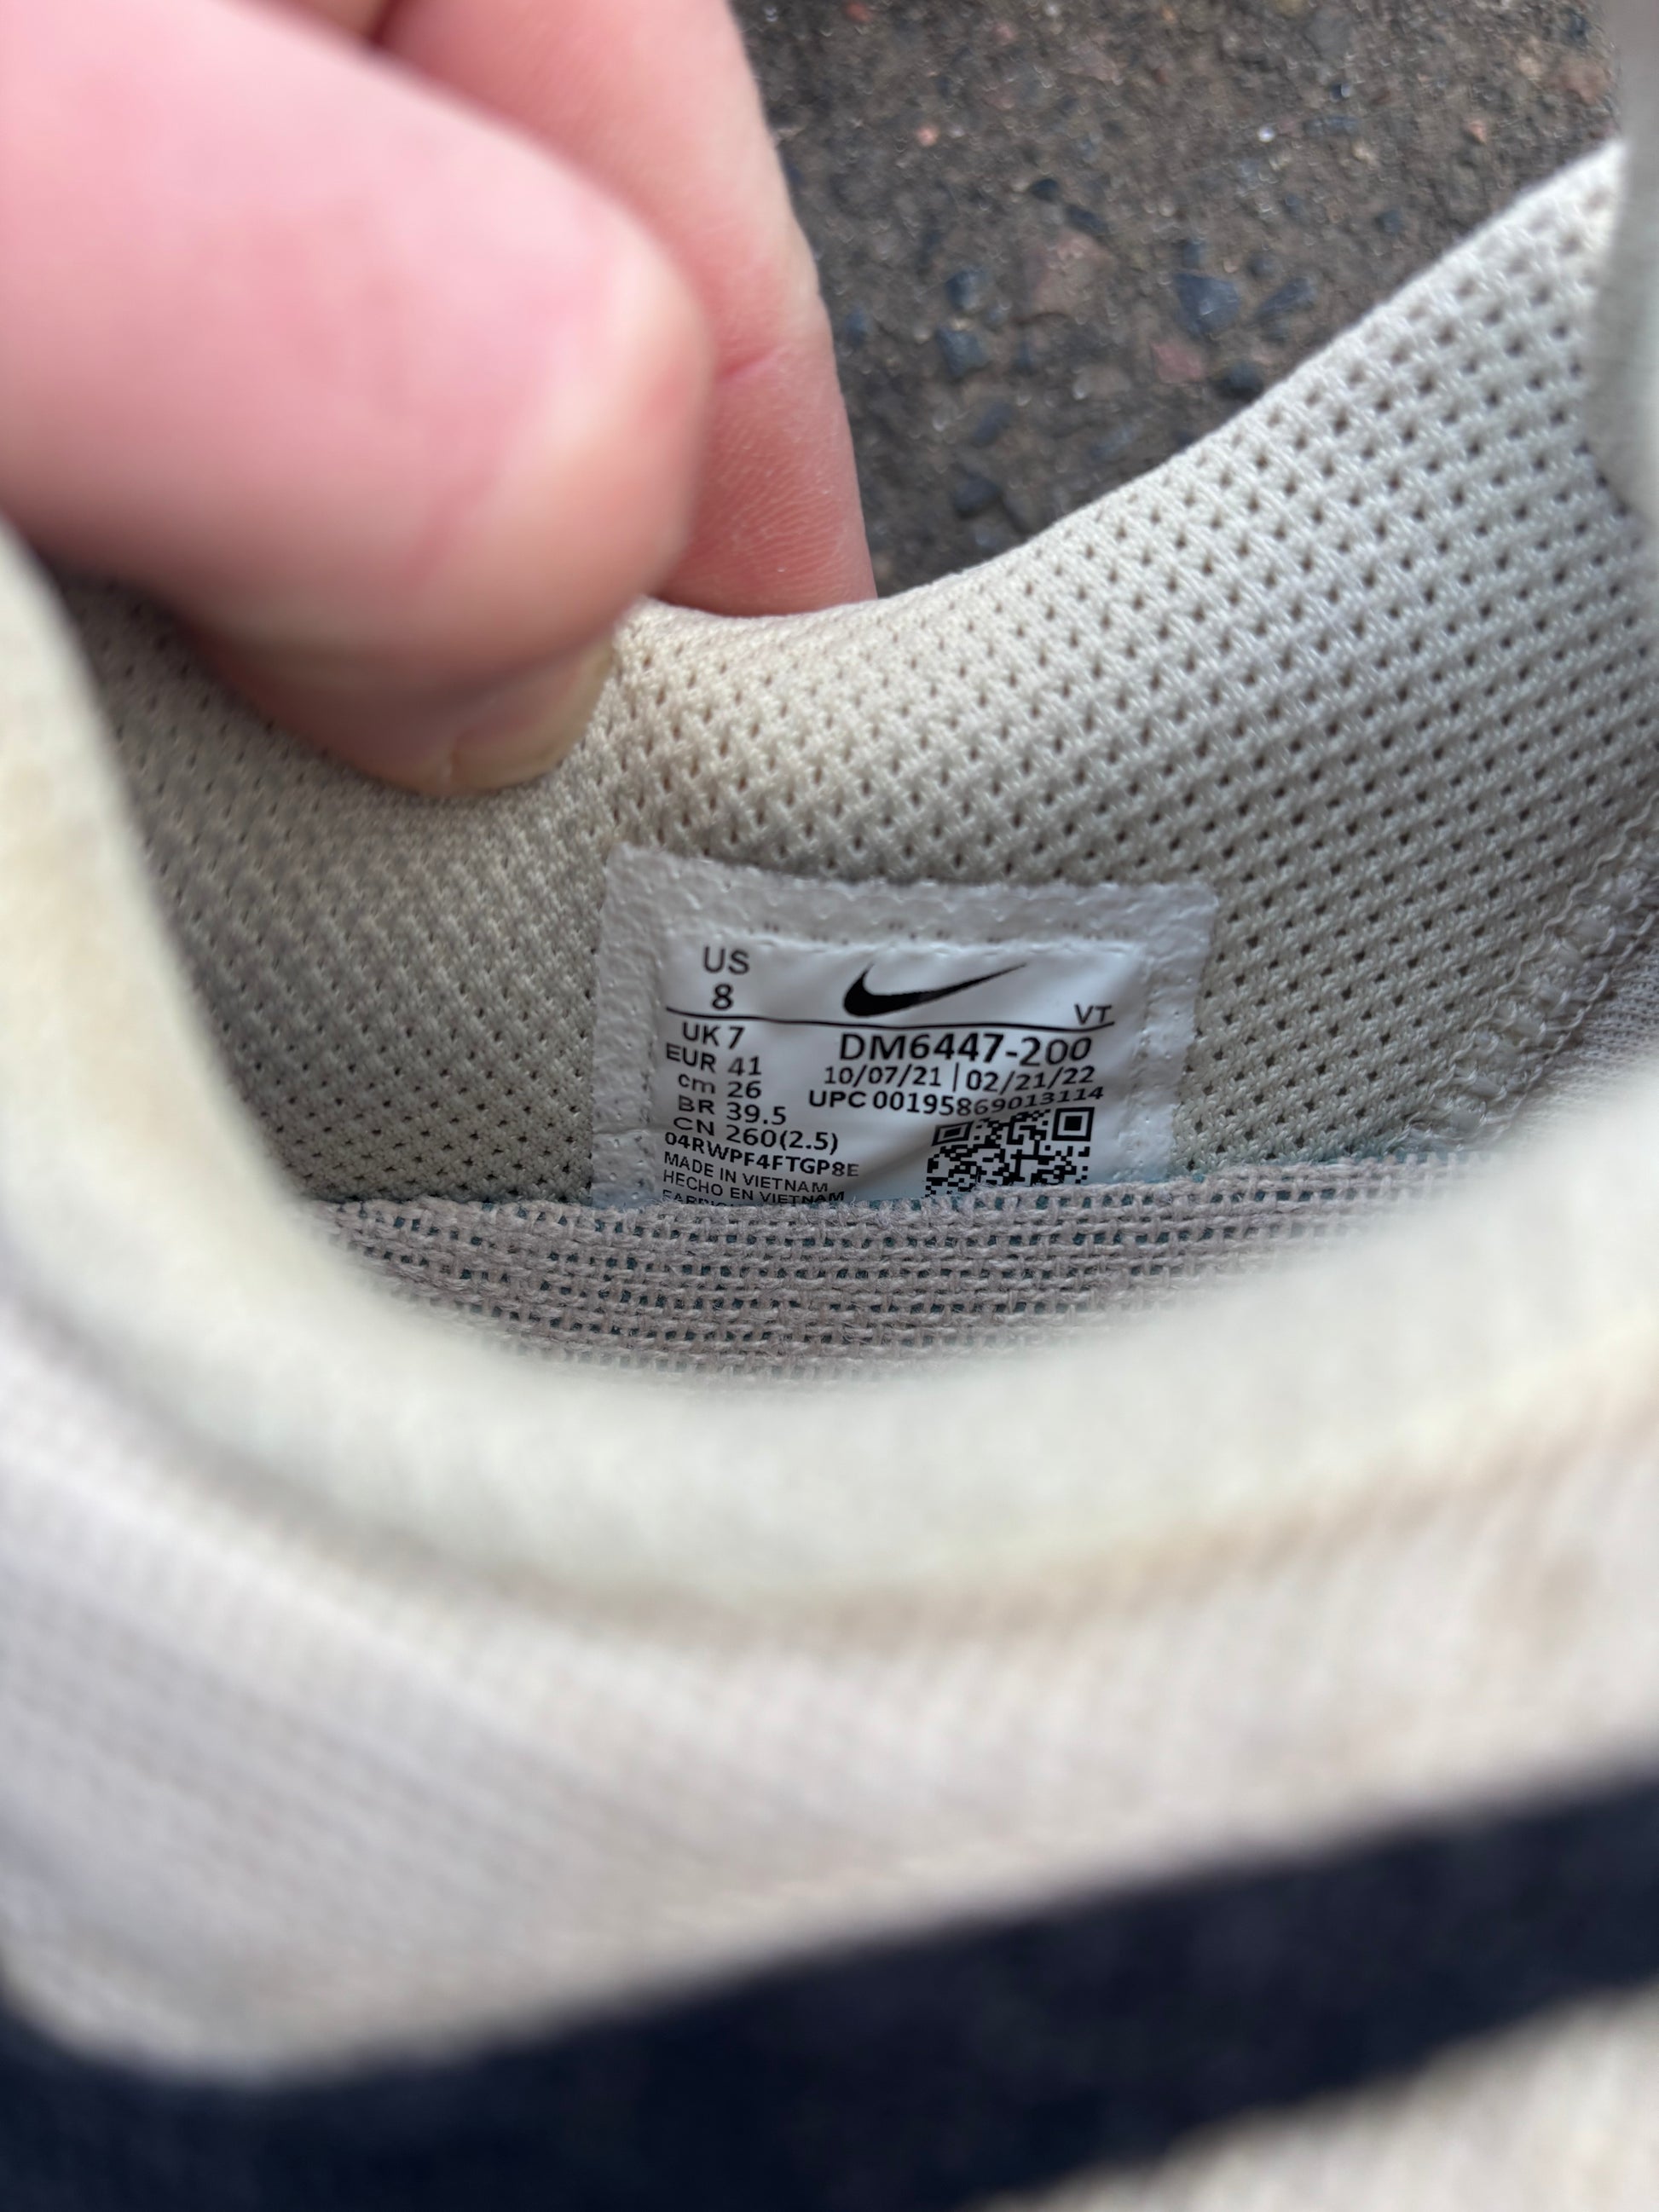 US
8
VT
UK 7
DM6447-200
EUR 41
10/07/21 | 02/21/22
cm 26
UPC 00195869013114
BR 39.5
CN 260(2.5)
04RWPF4FTGP8E
MADE IN VIETNAM
HECHO EN VIETNAM